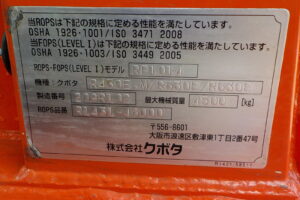 当ROPSは下記の規格に定める性能を満たしています。
OSHA 1926・1001/ISO 3471 2008
当FOPS(LEVEL I)は下記の規格に定める性能を満たしています。
OSHA 1926・1003/ISO 3449 2005
ROPS-FOPS(LEVEL I)モデル
機種:クボタ
製造番号 最大機械質量 4500 [kg]
ROPS品番
〒556-8601
大阪市浪速区敷津東1丁目2番47号
株式会社クボタ